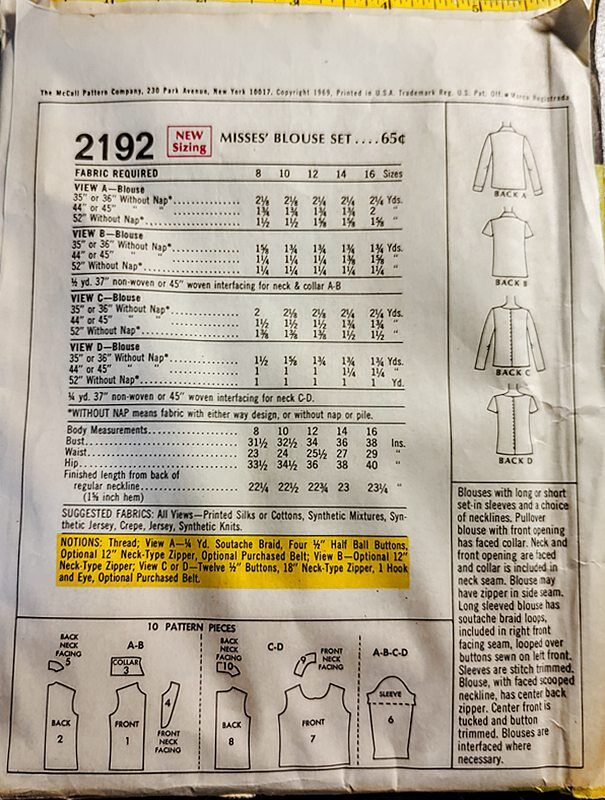 The McCall Pattern Company, 230 Park Avenue, New York 10017. Copyright 1969, Printed in U.S.A. Trademark Reg. U.S. Pat. Off. • Marca Registrada
2192 NEW Sizing MISSES' BLOUSE SET .... 65¢
FABRIC REQUIRED 8 10 12 14 16 Sizes
VIEW A—Blouse
35" or 36" Without Nap* 2⅛ 2⅛ 2¼ 2¼ 2¼ Yds.
44" or 45" " " 1¾ 1¾ 1¾ 1¾ 2 "
52" Without Nap* 1½ 1½ 1⅝ 1⅝ 1⅝ "
VIEW B—Blouse
35" or 36" Without Nap* 1⅝ 1¾ 1¾ 1¾ 1¾ Yds.
44" or 45" " " 1¼ 1¼ 1¼ 1⅜ 1⅝ "
52" Without Nap* 1¼ 1¼ 1¼ 1¼ 1¼ "
½ yd. 37" non-woven or 45" woven interfacing for neck & collar A-B
VIEW C—Blouse
35" or 36" Without Nap* 2 2⅛ 2⅛ 2¼ 2¼ Yds.
44" or 45" " " 1½ 1½ 1½ 1¾ 1¾ "
52" Without Nap* 1⅜ 1⅜ 1⅜ 1½ 1½ "
VIEW D—Blouse
35" or 36" Without Nap* 1½ 1⅝ 1¾ 1¾ 1¾ Yds.
44" or 45" " " 1 1 1 1¼ 1¼ "
52" Without Nap* 1 1 1 1 1 Yd.
¼ yd. 37" non-woven or 45" woven interfacing for neck C-D.
*WITHOUT NAP means fabric with either way design, or without nap or pile.
Body Measurements 8 10 12 14 16
Bust 31½ 32½ 34 36 38 Ins.
Waist 23 24 25½ 27 29 "
Hip 33½ 34½ 36 38 40 "
Finished length from back of
regular neckline 22¼ 22½ 22¾ 23 23¼ "
(1⅝ inch hem)
SUGGESTED FABRICS: All Views—Printed Silks or Cottons, Synthetic Mixtures, Syn-
thetic Jersey, Crepe, Jersey, Synthetic Knits.
NOTIONS: Thread; View A—¼ Yd. Soutache Braid, Four ½" Half Ball Buttons,
Optional 12" Neck-Type Zipper, Optional Purchased Belt; View B—Optional 12"
Neck-Type Zipper; View C or D—Twelve ½" Buttons, 18" Neck-Type Zipper, 1 Hook
and Eye, Optional Purchased Belt.
BACK A
BACK B
BACK C
BACK D
Blouses with long or short
set-in sleeves and a choice
of necklines. Pullover
blouse with front opening
has faced collar. Neck and
front opening are faced
and collar is included in
neck seam. Blouse may
have zipper in side seam.
Long sleeved blouse has
soutache braid loops,
included in right front
facing seam, looped over
buttons sewn on left front.
Sleeves are stitch trimmed.
Blouse, with faced scooped
neckline, has center back
zipper. Center front is
tucked and button
trimmed. Blouses are
interfaced where
necessary.
10 PATTERN PIECES
BACK
NECK
FACING
5
A-B
COLLAR
3
BACK
2
FRONT
1
4
FRONT
NECK
FACING
BACK
NECK
FACING
10
C-D
9
FRONT
NECK
FACING
BACK
8
FRONT
7
A-B-C-D
SLEEVE
6